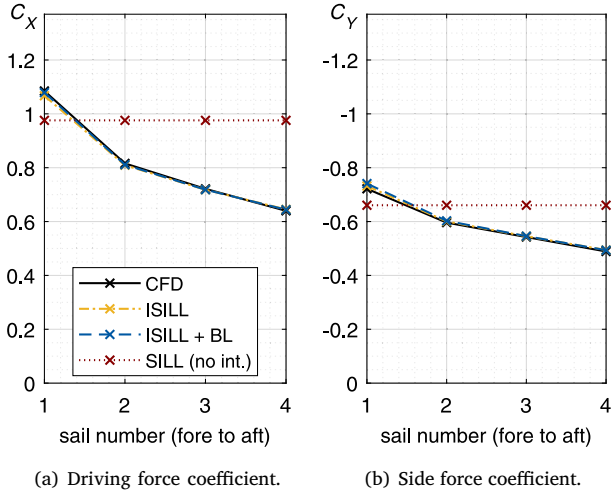 C_X
1.2
1
0.8
0.6
0.4
0.2
0
1 2 3 4
sail number (fore to aft)
CFD
ISILL
ISILL + BL
SILL (no int.)
(a) Driving force coefficient.
C_Y
-1.2
-1
-0.8
-0.6
-0.4
-0.2
0
1 2 3 4
sail number (fore to aft)
(b) Side force coefficient.